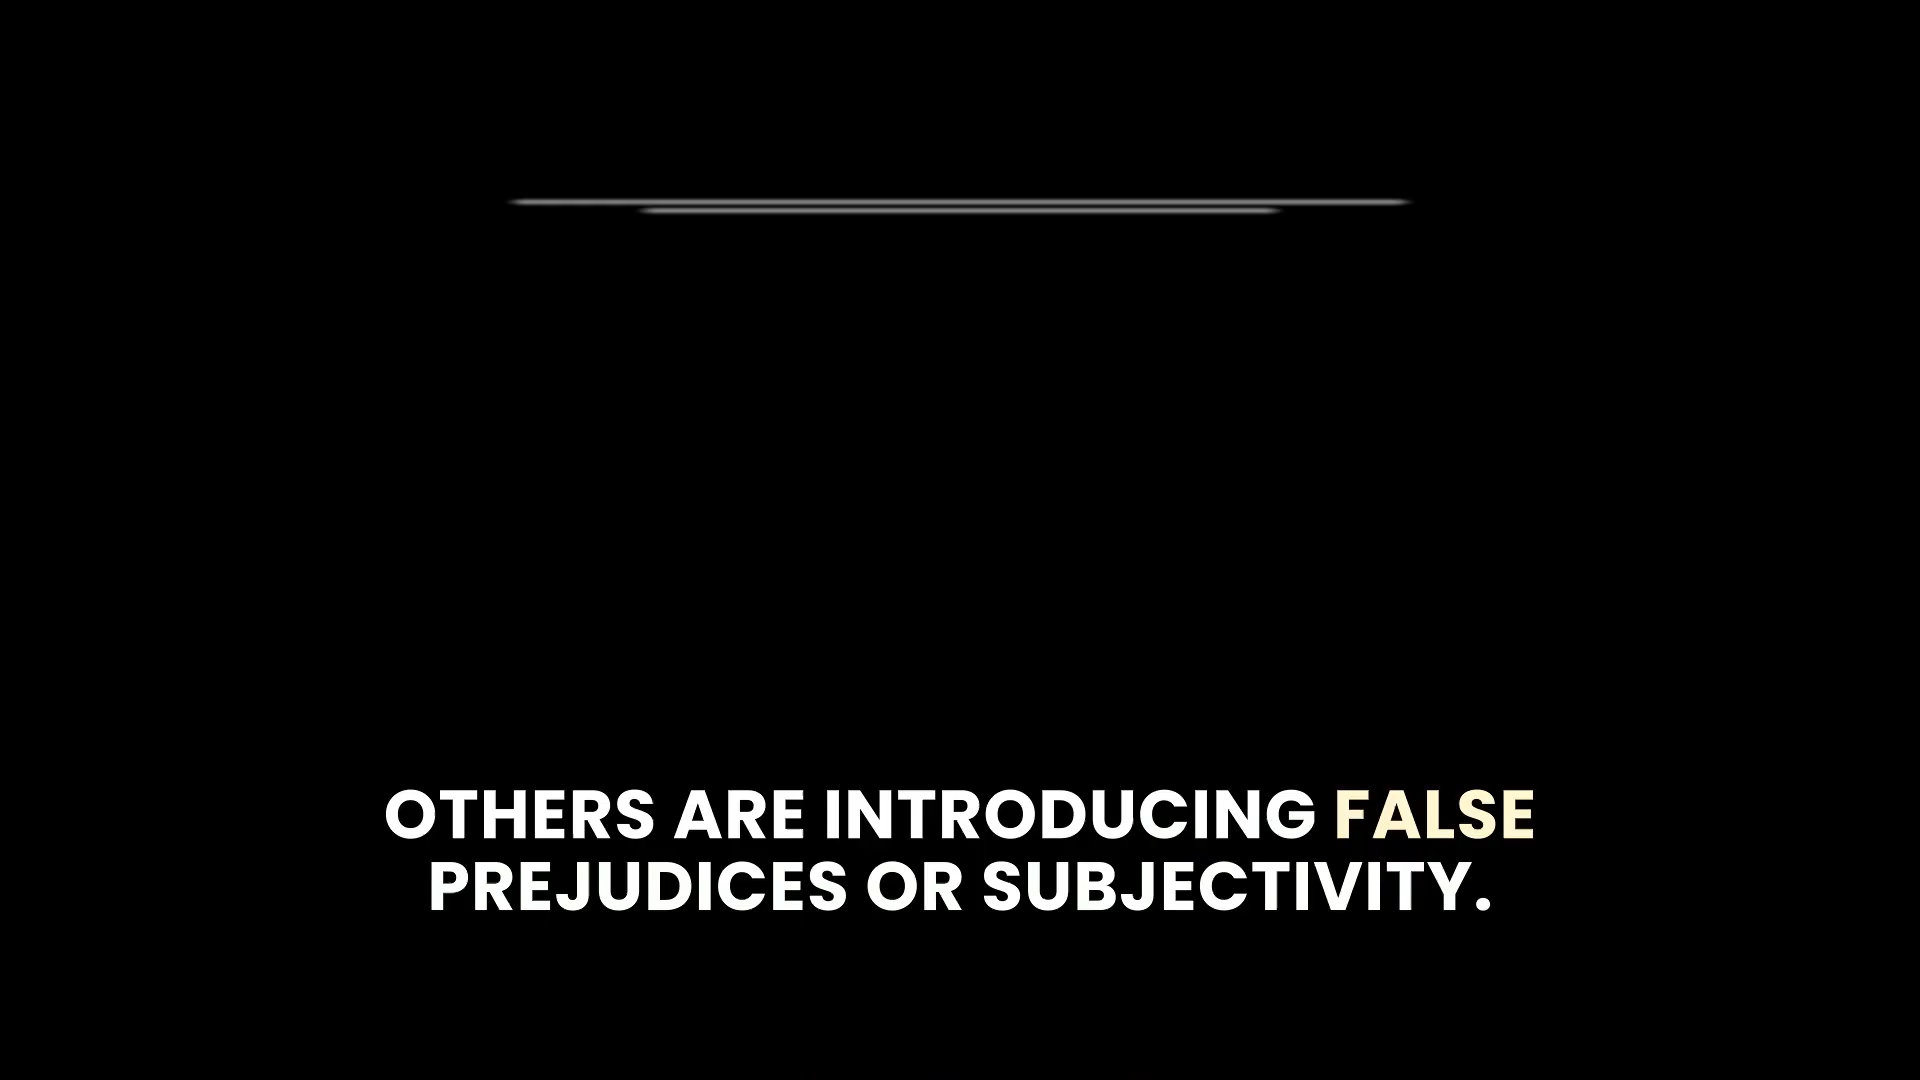 OTHERS ARE INTRODUCING FALSE
PREJUDICES OR SUBJECTIVITY.